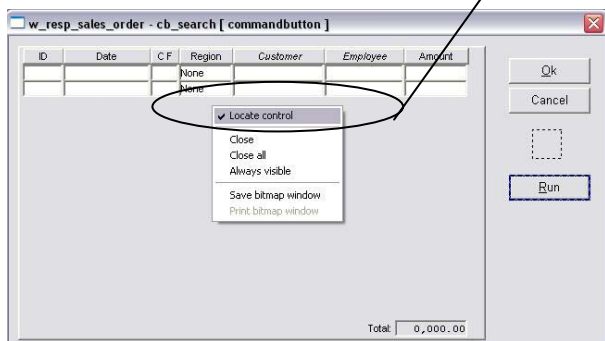 w_resp_sales_order - cb_search [ commandbutton ]
ID Date C F Region Customer Employee Amount
None
None
Ok
Cancel
Run
Locate control
Close
Close all
Always visible
Save bitmap window
Print bitmap window
Total: 0,000.00